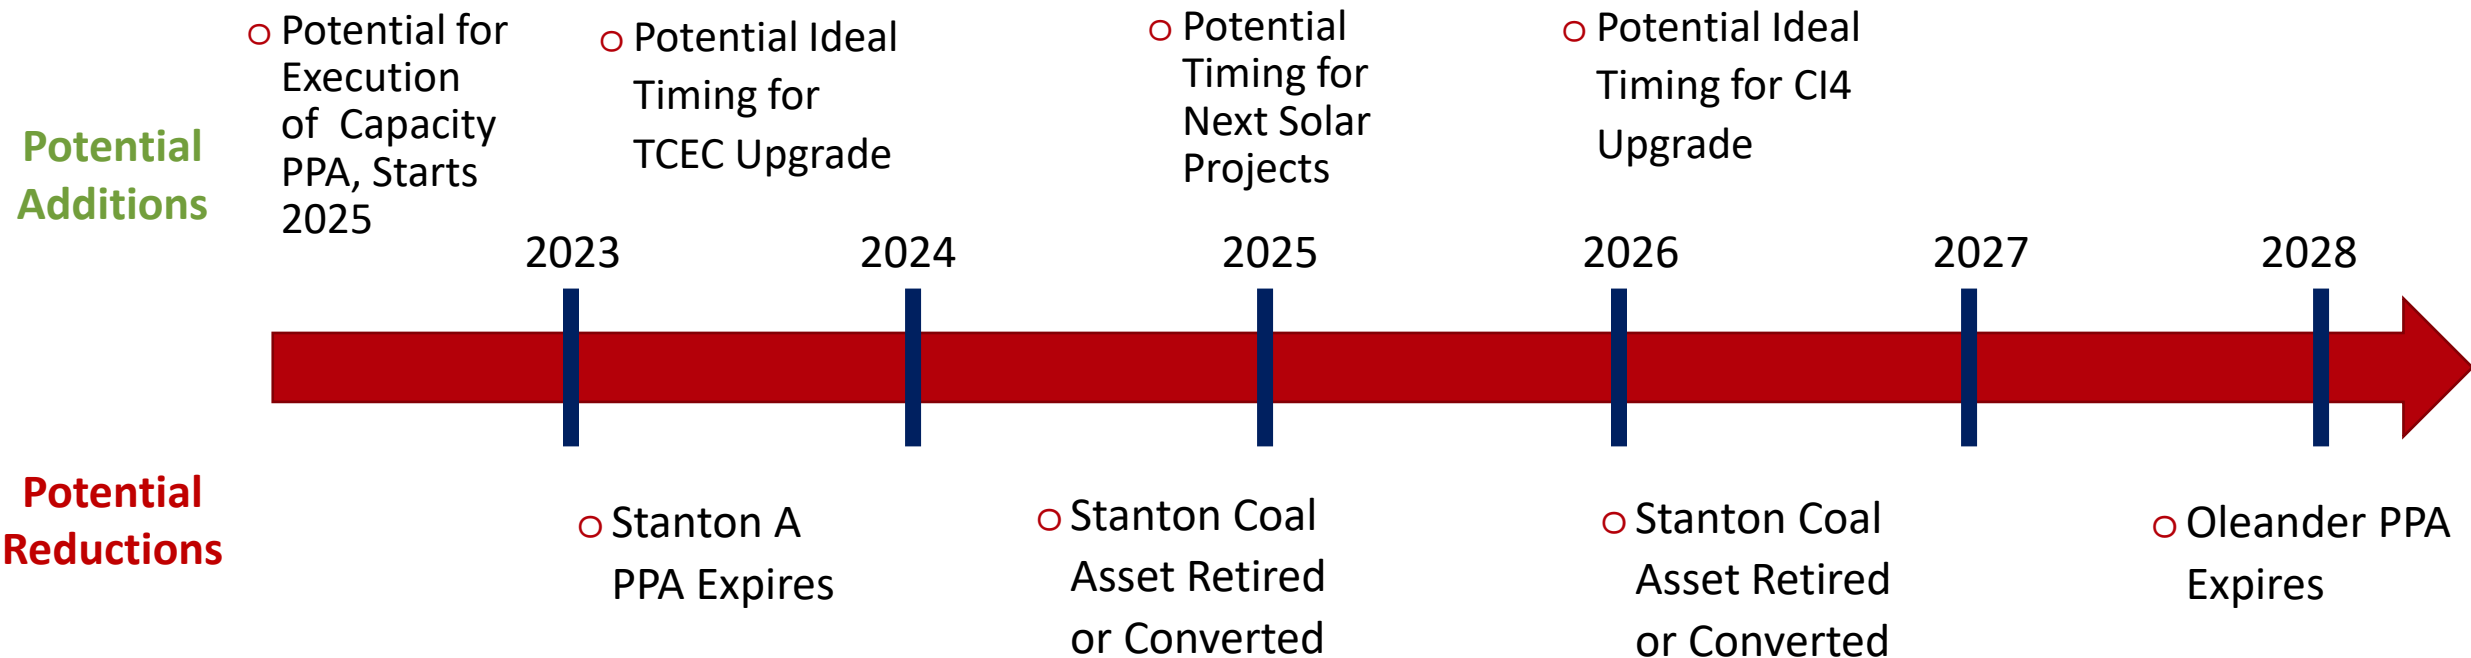 Potential
Additions
o Potential for
Execution
of Capacity
PPA, Starts
2025
o Potential Ideal
Timing for
TCEC Upgrade
o Potential
Timing for
Next Solar
Projects
o Potential Ideal
Timing for CI4
Upgrade
2023
2024
2025
2026
2027
2028
Potential
Reductions
o Stanton A
PPA Expires
o Stanton Coal
Asset Retired
or Converted
o Stanton Coal
Asset Retired
or Converted
o Oleander PPA
Expires